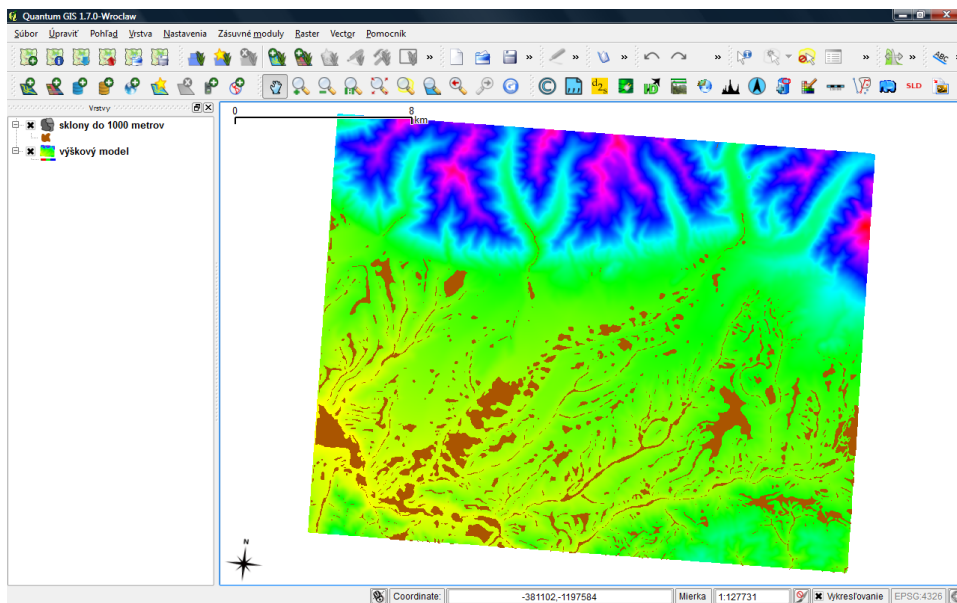 Quantum GIS 1.7.0-Wroclaw
Súbor Úpraviť Pohľad Vrstva Nastavenia Zásuvné moduly Raster Vector Pomocník
SLD
Vrstvy
sklony do 1000 metrov
výškový model
0 8
km
N
Coordinate: -381102,-1197584 Mierka 1:127731 Vykresľovanie EPSG:4326